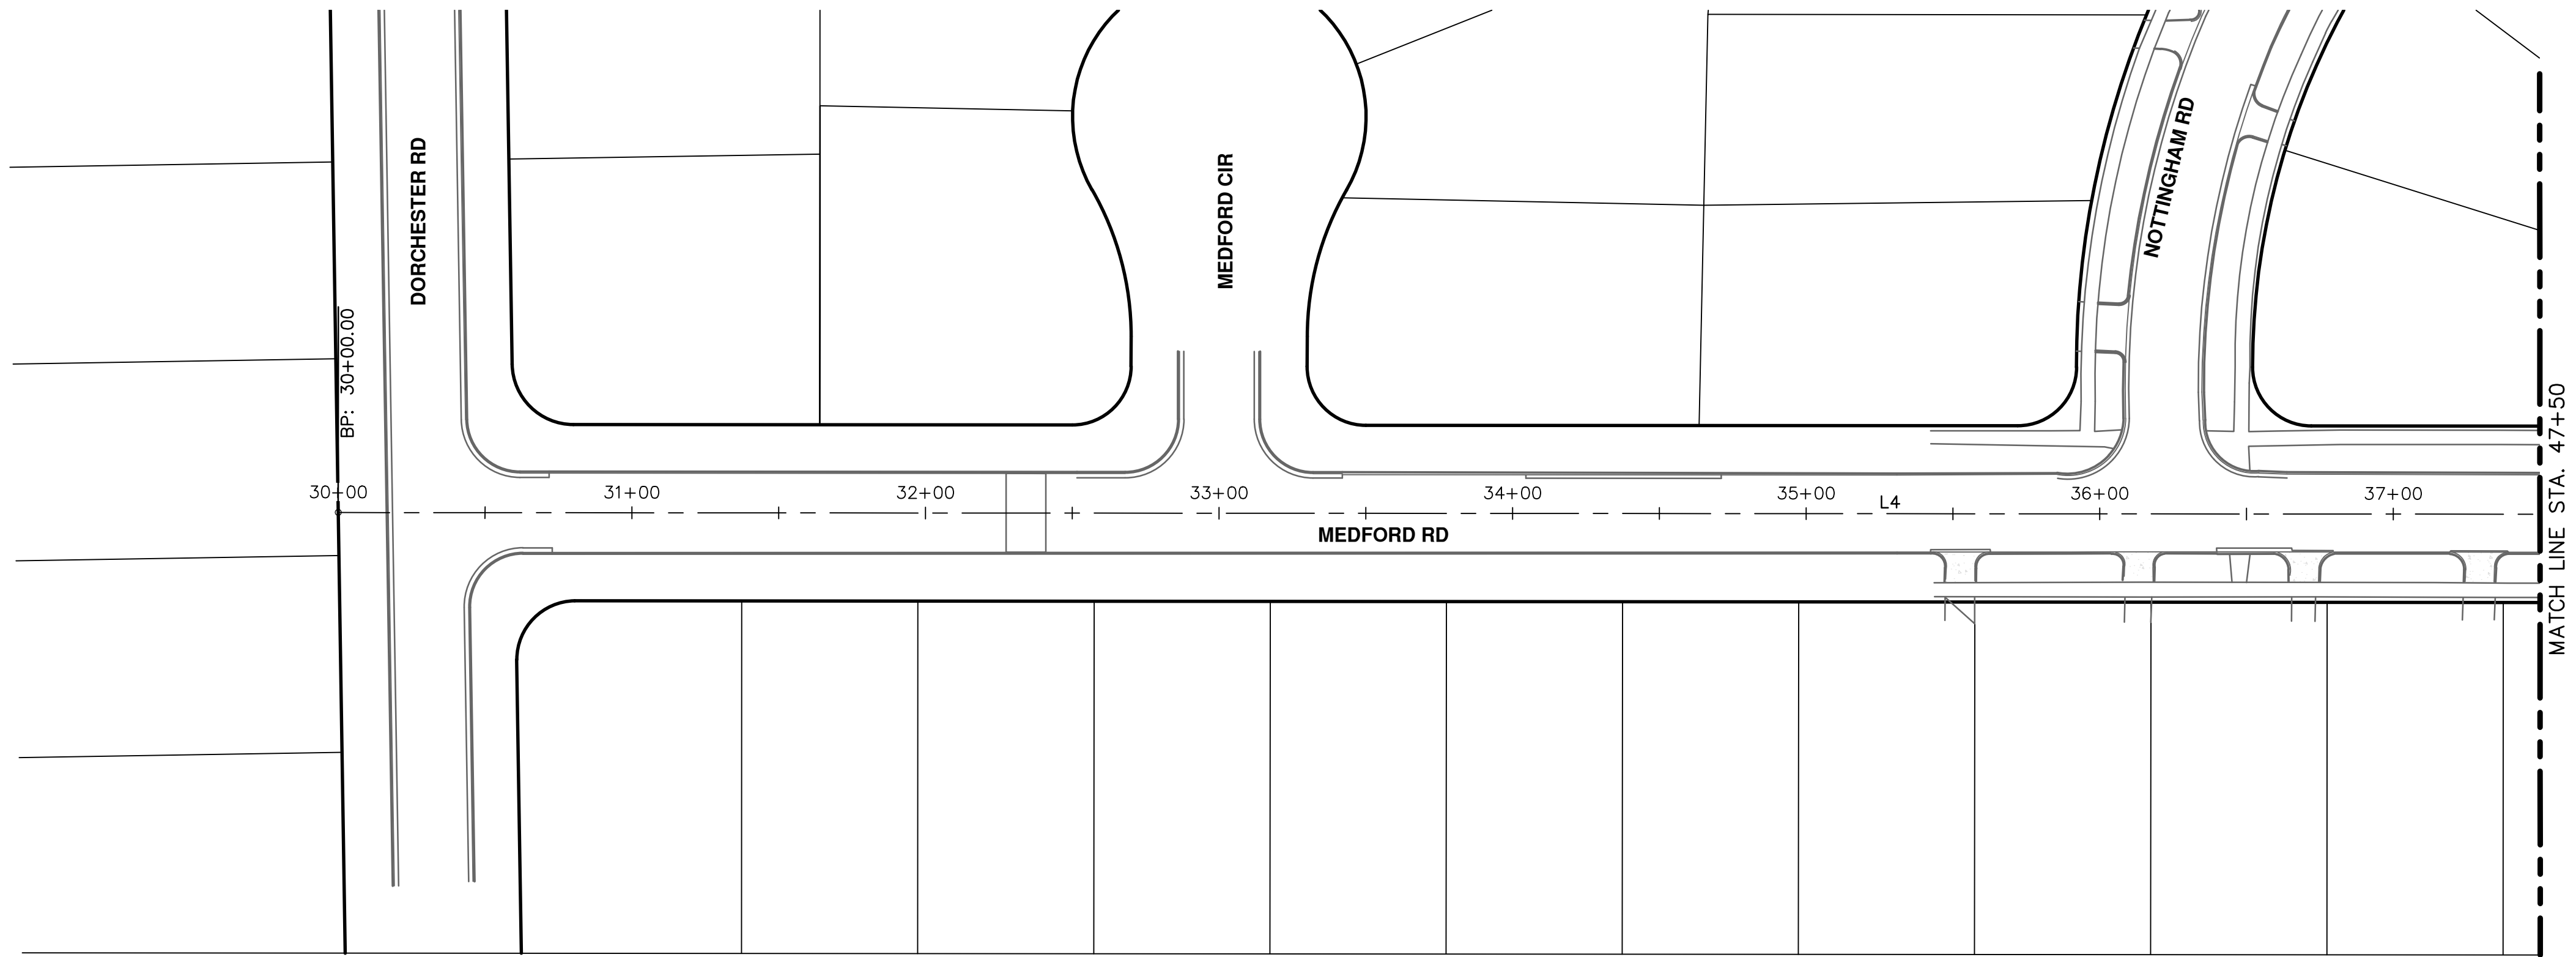 DORCHESTER RD
MEDFORD CIR
NOTTINGHAM RD
BP: 30+00.00
MATCH LINE STA. 47+50
30+00
31+00
32+00
33+00
34+00
35+00
L4
36+00
37+00
MEDFORD RD